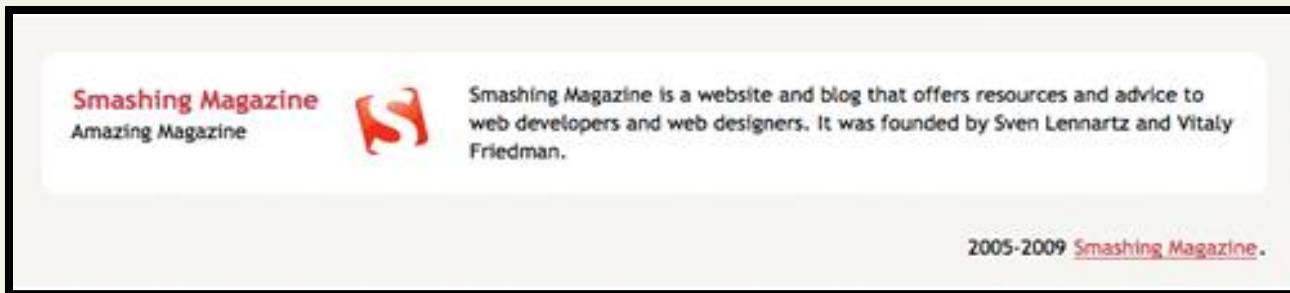 Smashing Magazine
Amazing Magazine
S
Smashing Magazine is a website and blog that offers resources and advice to
web developers and web designers. It was founded by Sven Lennartz and Vitaly
Friedman.
2005-2009 Smashing Magazine.